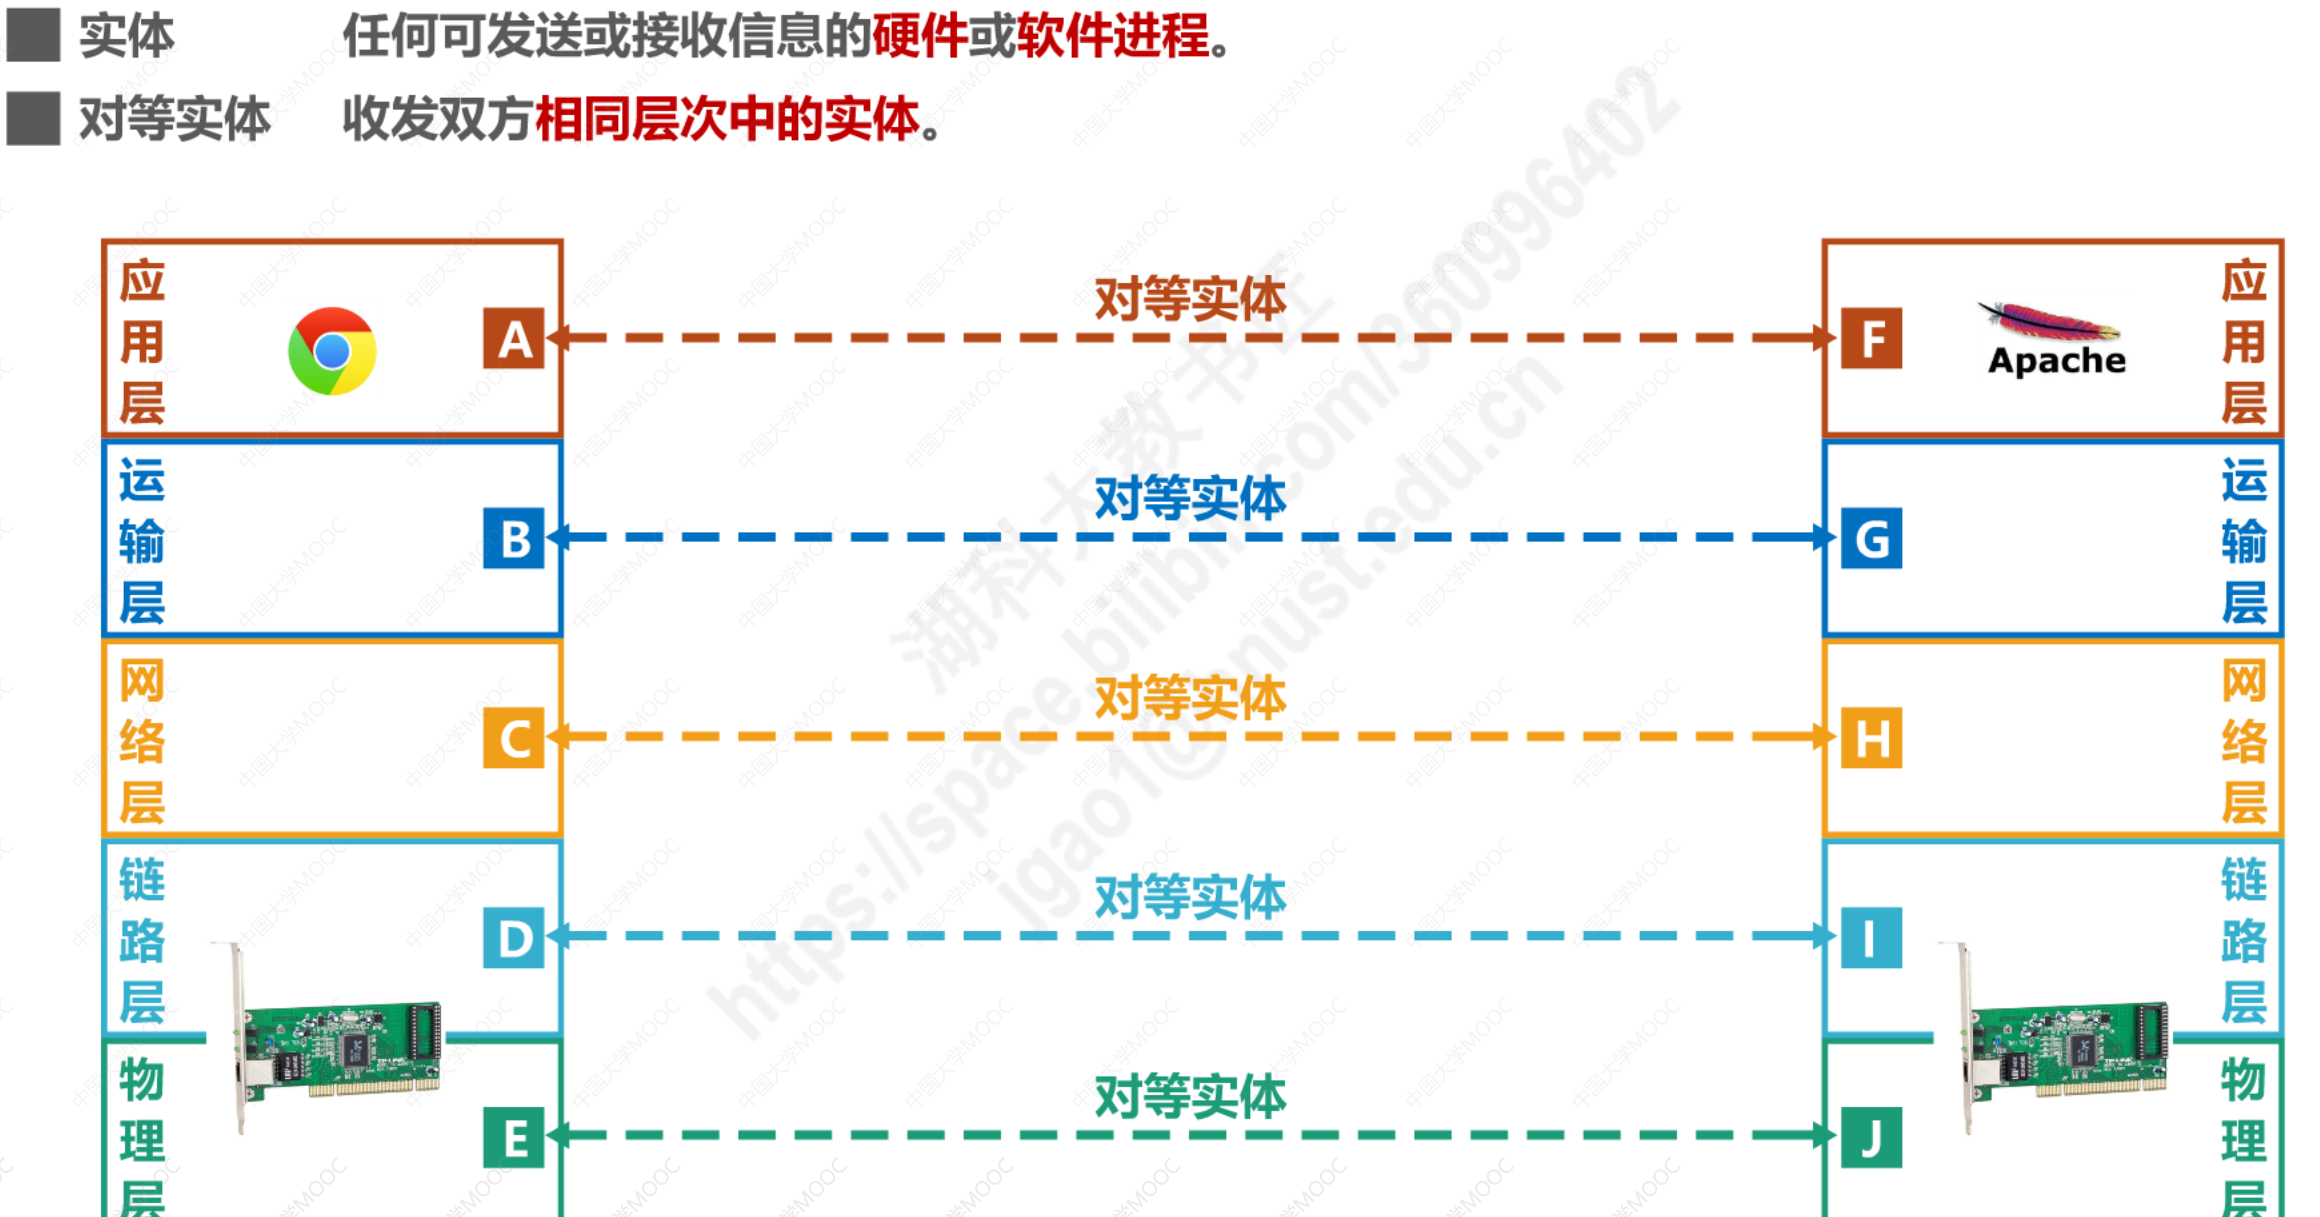 实体 任何可发送或接收信息的硬件或软件进程。
对等实体 收发双方相同层次中的实体。
应用层 A 对等实体 F Apache 应用层
运输层 B 对等实体 G 运输层
网络层 C 对等实体 H 网络层
链路层 D 对等实体 I 链路层
物理层 E 对等实体 J 物理层
湖科大教书匠
https://space.bilibili.com/360996402
jgao1@hnust.edu.cn
中国大学MOOC